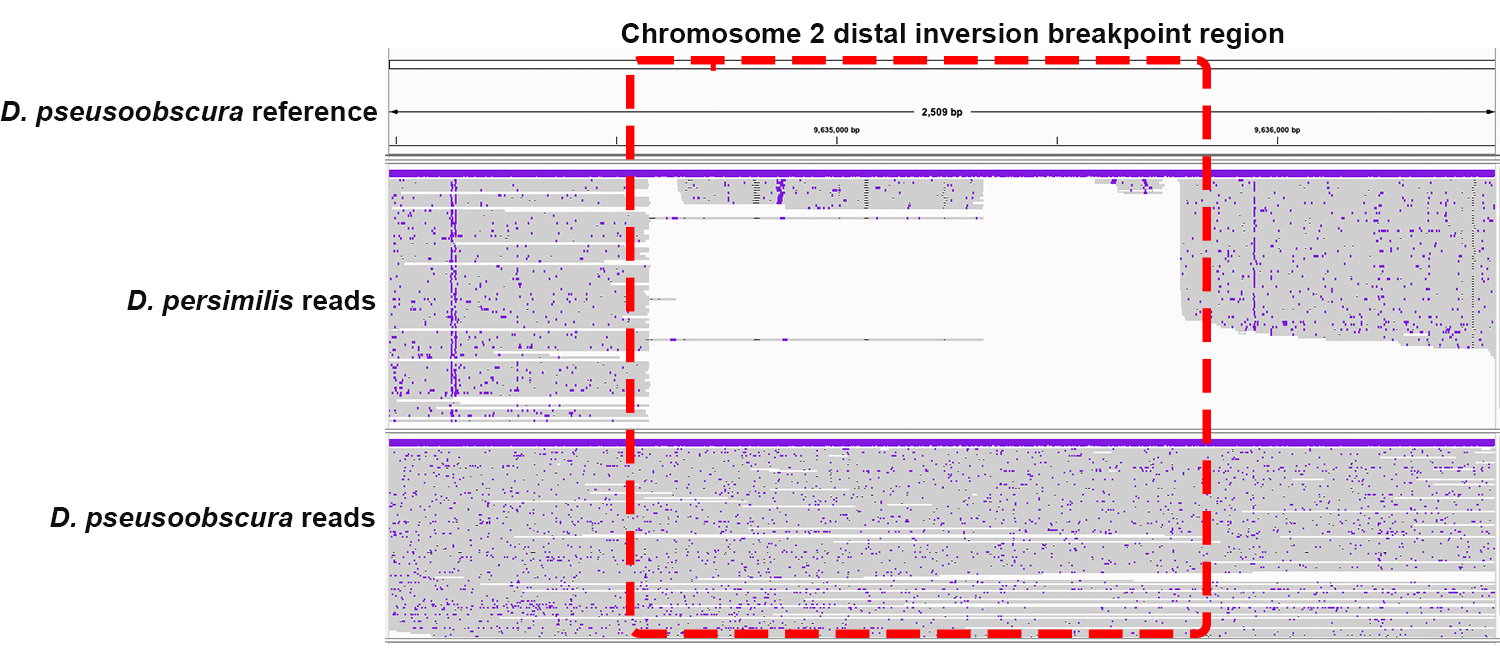 Chromosome 2 distal inversion breakpoint region
D. pseusoobscura reference
2,509 bp
9,635,000 bp
9,636,000 bp
D. persimilis reads
D. pseusoobscura reads